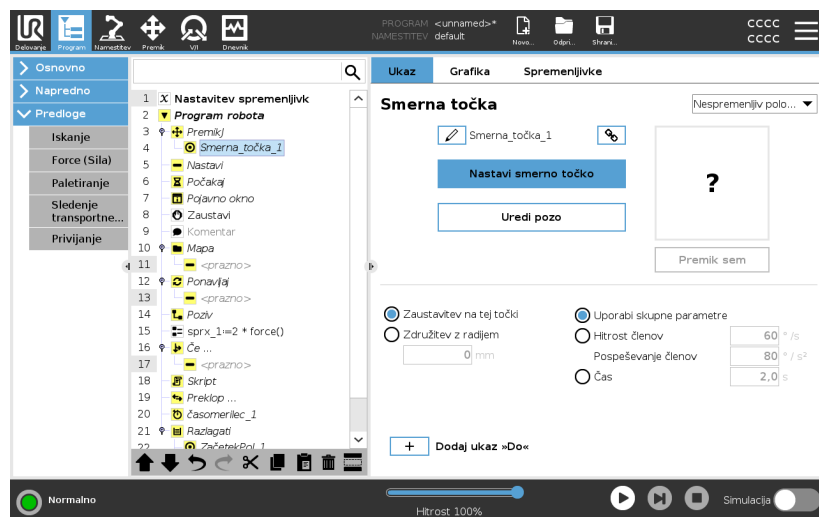 PROGRAM <unnamed>*
NAMESTITEV default
Delovanje Program Namestitev Premik V/I Dnevnik Novo... Odpri... Shrani...
CCCC
CCCC
Osnovno
Napredno
Predloge
Iskanje
Force (Sila)
Paletiranje
Sledenje
transportne...
Privijanje
1 X Nastavitev spremenljivk
2 Program robota
3 Premikj
4 Smerna_točka_1
5 Nastavi
6 Počakaj
7 Pojavno okno
8 Zaustavi
9 Komentar
10 Mapa
11 <prazno>
12 Ponavljaj
13 <prazno>
14 Poziv
15 sprx_1:=2 * force()
16 Če ...
17 <prazno>
18 Skript
19 Preklop ...
20 časomerilec_1
21 Razlagati
22 ZačetekPol_1
Ukaz Grafika Spremenljivke
Smerna točka
Nespremenljiv polo...
Smerna_točka_1
Nastavi smerno točko
?
Uredi pozo
Premik sem
Zaustavitev na tej točki
Združitev z radijem
0 mm
Uporabi skupne parametre
Hitrost členov 60 ° /s
Pospeševanje členov 80 ° / s²
Čas 2,0 s
+ Dodaj ukaz »Do«
Normalno
Hitrost 100%
Simulacija